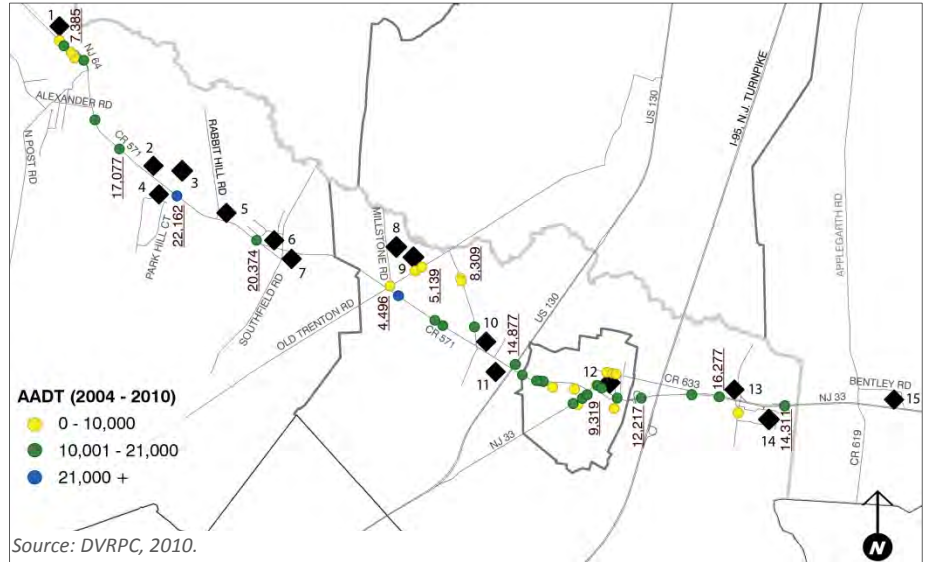 1
7.385
NJ 64
ALEXANDER RD
N POST RD
CR 571
17.077
2
3
4
RABBIT HILL RD
22.162
PARK HILL CT
5
20.374
6
7
SOUTHFIELD RD
MILLSTONE RD
8
9
OLD TRENTON RD
4.496
5.139
8.309
CR 571
10
11
14.877
US 130
US 130
I-95, N.J. TURNPIKE
NJ 33
12
9.319
12.217
CR 633
16.277
13
14
14.311
APPLEGARTH RD
BENTLEY RD
NJ 33
15
CR 619
AADT (2004 - 2010)
0 - 10,000
10,001 - 21,000
21,000 +
Source: DVRPC, 2010.
N